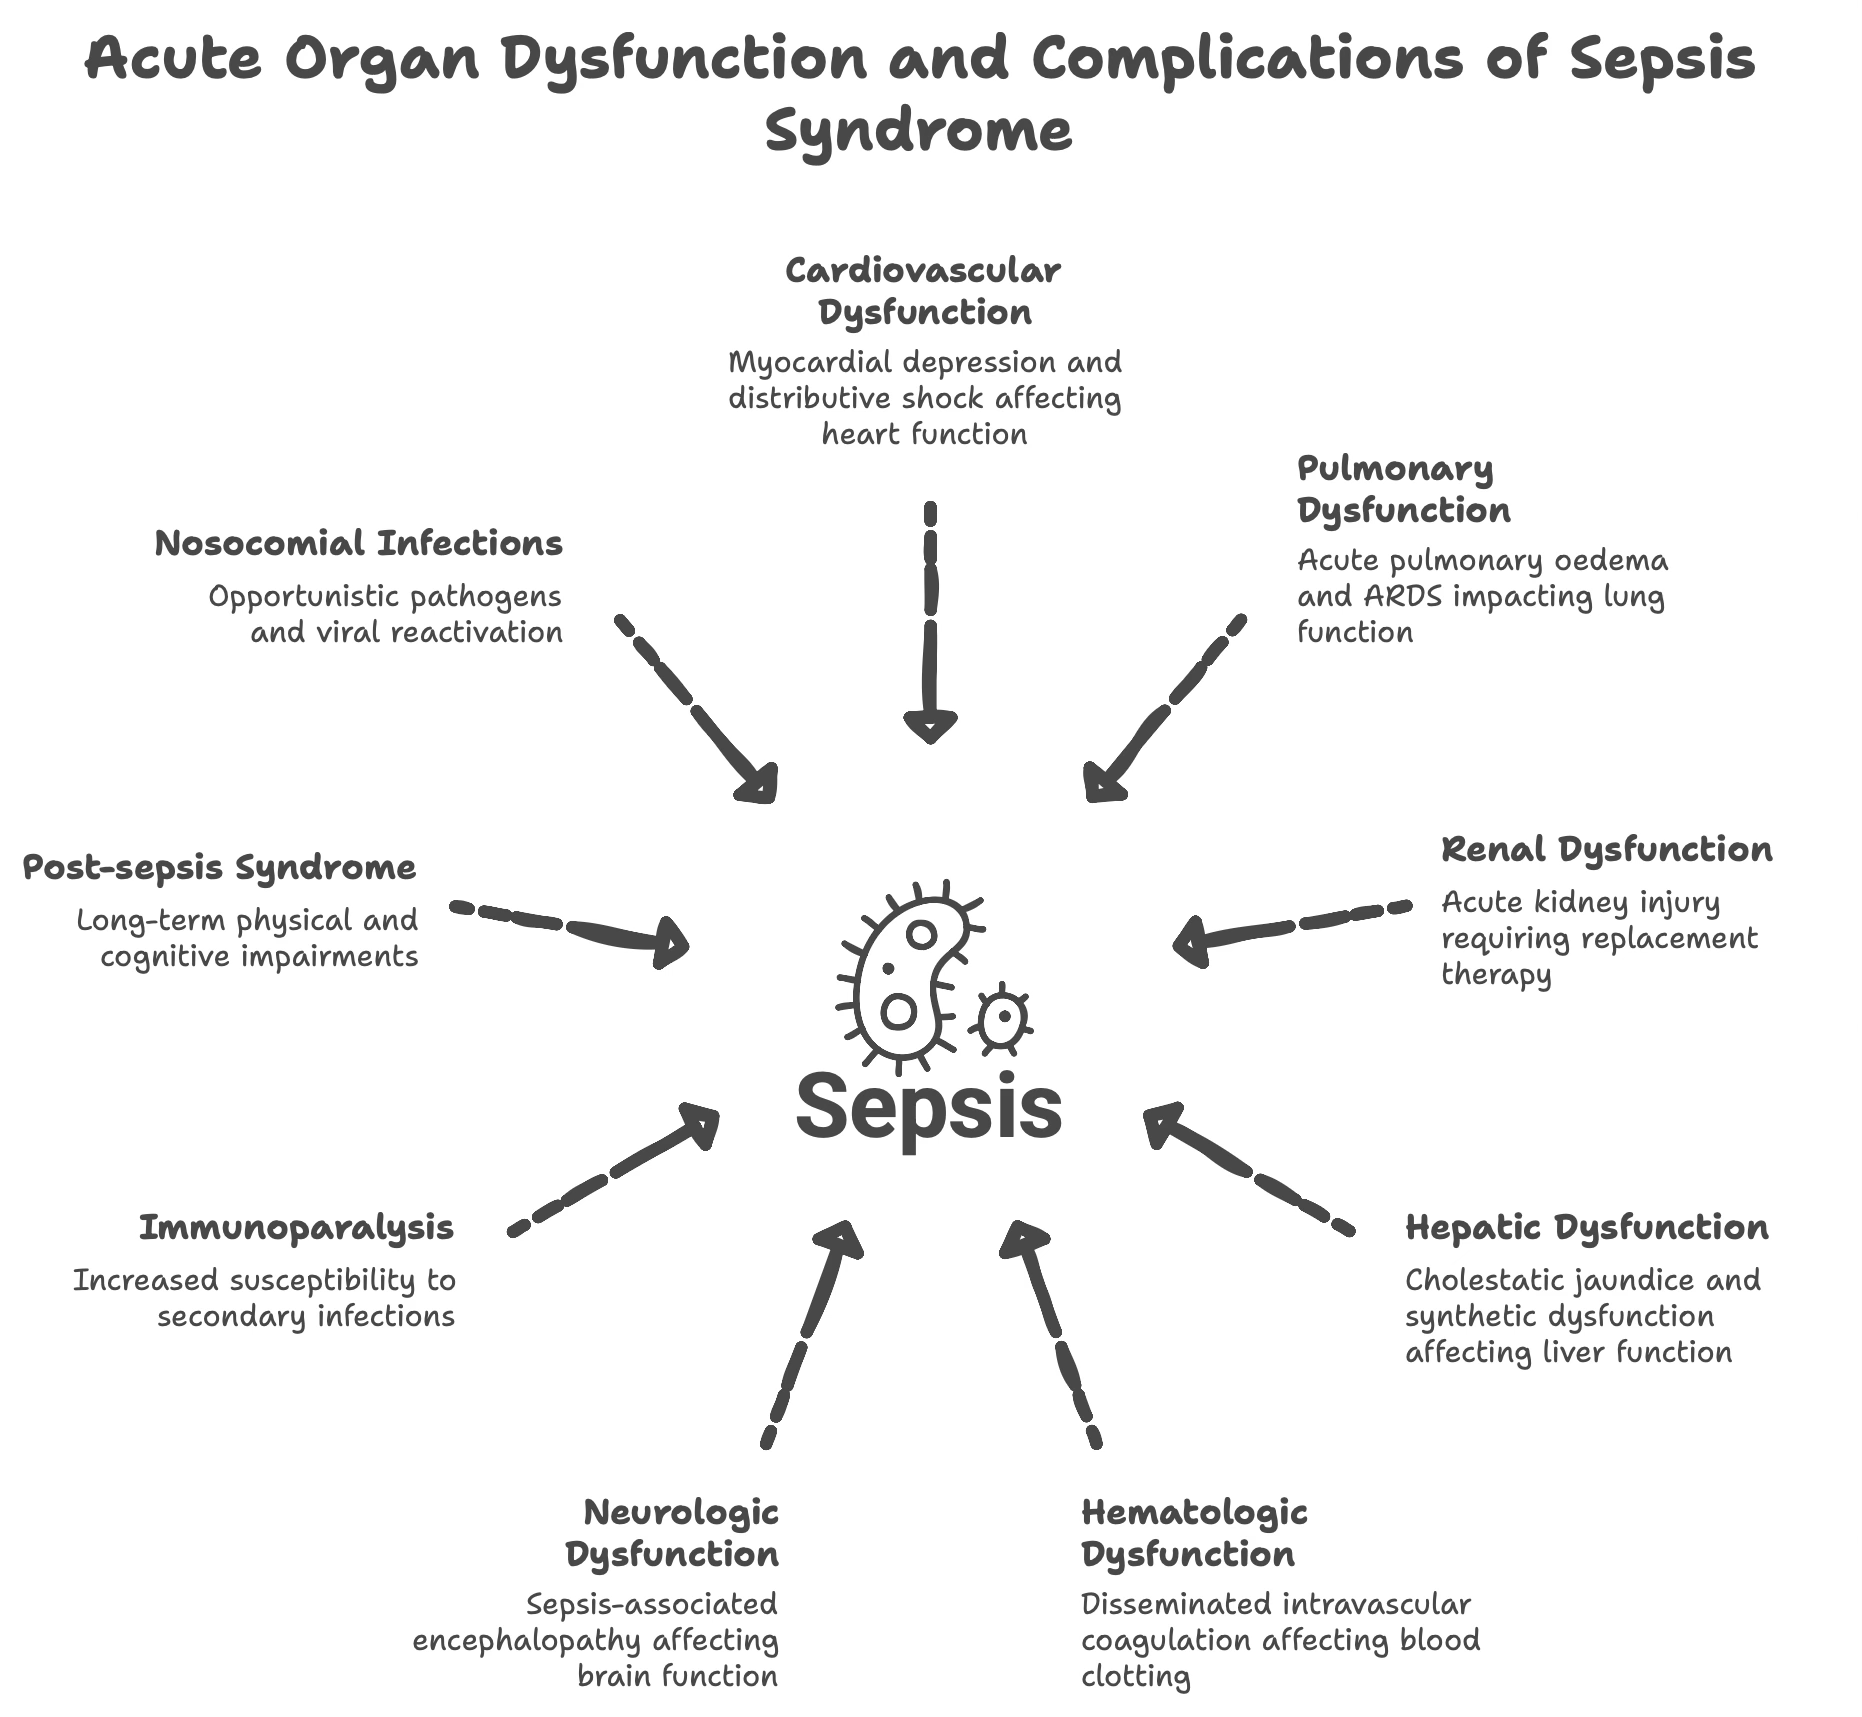 Acute Organ Dysfunction and Complications of Sepsis
Syndrome
Cardiovascular
Dysfunction
Myocardial depression and
distributive shock affecting
heart function
Pulmonary
Dysfunction
Acute pulmonary oedema
and ARDS impacting lung
function
Nosocomial Infections
Opportunistic pathogens
and viral reactivation
Renal Dysfunction
Acute kidney injury
requiring replacement
therapy
Post-sepsis Syndrome
Long-term physical and
cognitive impairments
Sepsis
Immunoparalysis
Increased susceptibility to
secondary infections
Hepatic Dysfunction
Cholestatic jaundice and
synthetic dysfunction
affecting liver function
Neurologic
Dysfunction
Sepsis-associated
encephalopathy affecting
brain function
Hematologic
Dysfunction
Disseminated intravascular
coagulation affecting blood
clotting